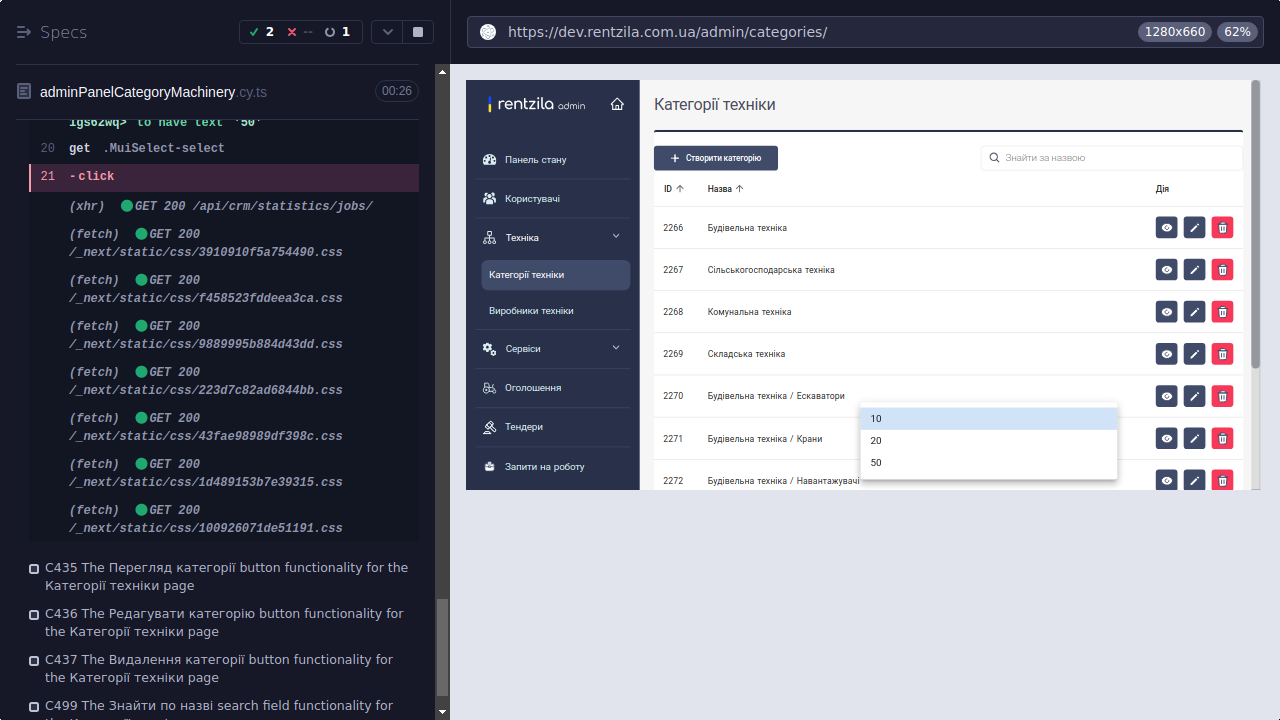 Specs
2
--
1
https://dev.rentzila.com.ua/admin/categories/
1280x660
62%
adminPanelCategoryMachinery.cy.ts
00:26
1gs62wq> to have text '50'
20 get .MuiSelect-select
21 -click
(xhr) GET 200 /api/crm/statistics/jobs/
(fetch) GET 200
/_next/static/css/3910910f5a754490.css
(fetch) GET 200
/_next/static/css/f458523fddeea3ca.css
(fetch) GET 200
/_next/static/css/9889995b884d43dd.css
(fetch) GET 200
/_next/static/css/223d7c82ad6844bb.css
(fetch) GET 200
/_next/static/css/43fae98989df398c.css
(fetch) GET 200
/_next/static/css/1d489153b7e39315.css
(fetch) GET 200
/_next/static/css/100926071de51191.css
C435 The Перегляд категорії button functionality for the
Категорії техніки page
C436 The Редагувати категорію button functionality for
the Категорії техніки page
C437 The Видалення категорії button functionality for
the Категорії техніки page
C499 The Знайти по назві search field functionality for
rentzila admin
Панель стану
Користувачі
Техніка
Категорії техніки
Виробники техніки
Сервіси
Оголошення
Тендери
Запити на роботу
Категорії техніки
Створити категорію
Знайти за назвою
ID Назва Дія
2266 Будівельна техніка
2267 Сільськогосподарська техніка
2268 Комунальна техніка
2269 Складська техніка
2270 Будівельна техніка / Ескаватори
2271 Будівельна техніка / Крани
2272 Будівельна техніка / Навантажувачі
10
20
50